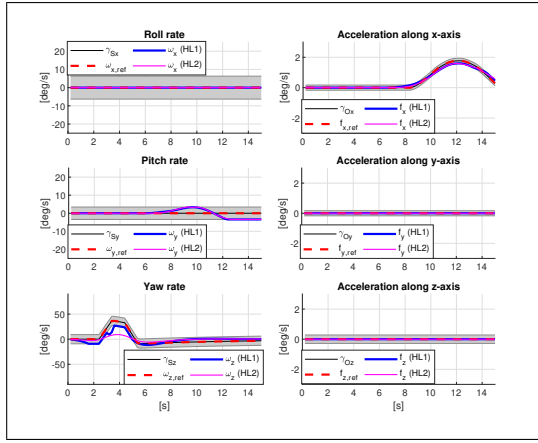 Roll rate
[deg/s]
20
10
0
-10
-20
γSx ωx (HL1)
ωx,ref ωx (HL2)
0 2 4 6 8 10 12 14
Acceleration along x-axis
[deg/s]
2
0
-2
γOx fx (HL1)
fx,ref fx (HL2)
0 2 4 6 8 10 12 14
Pitch rate
[deg/s]
20
10
0
-10
-20
γSy ωy (HL1)
ωy,ref ωy (HL2)
0 2 4 6 8 10 12 14
Acceleration along y-axis
[deg/s]
2
0
-2
γOy fy (HL1)
fy,ref fy (HL2)
0 2 4 6 8 10 12 14
Yaw rate
[deg/s]
50
0
-50
γSz ωz (HL1)
ωz,ref ωz (HL2)
0 2 4 6 8 10 12 14
[s]
Acceleration along z-axis
[deg/s]
2
0
-2
γOz fz (HL1)
fz,ref fz (HL2)
0 2 4 6 8 10 12 14
[s]